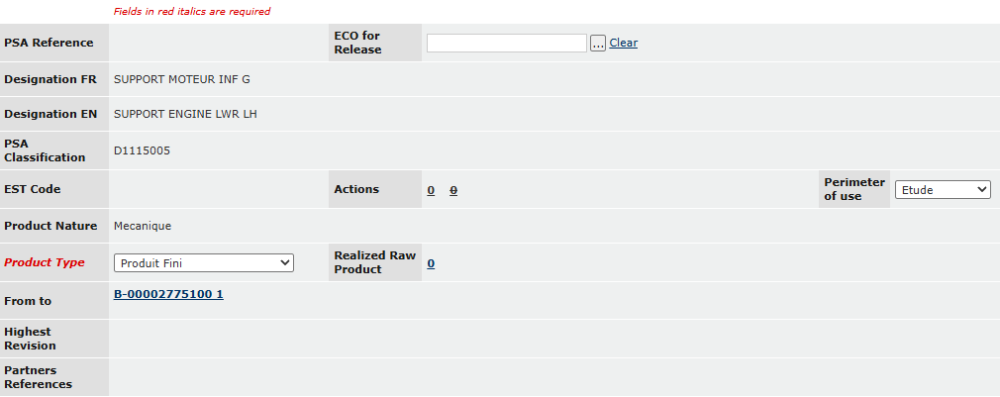 Fields in red italics are required
PSA Reference
ECO for
Release
... Clear
Designation FR SUPPORT MOTEUR INF G
Designation EN SUPPORT ENGINE LWR LH
PSA
Classification
D1115005
EST Code
Actions 0 0
Perimeter
of use
Etude
Product Nature Mecanique
Product Type Produit Fini
Realized Raw
Product
0
From to B-00002775100 1
Highest
Revision
Partners
References